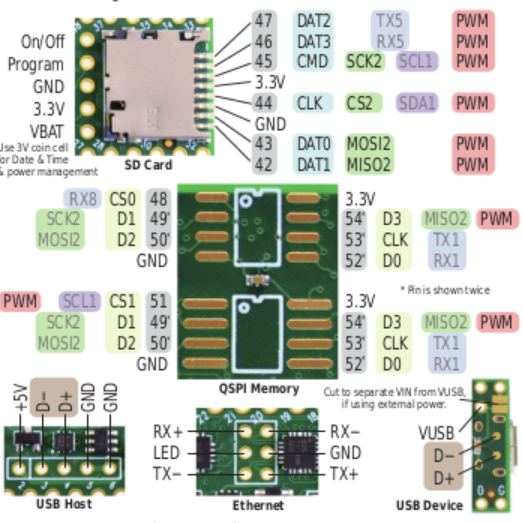 47 DAT2 TX5 PWM
On/Off 46 DAT3 RX5 PWM
Program 45 CMD SCK2 SCL1 PWM
3.3V
GND
44 CLK CS2 SDA1 PWM
3.3V
GND
VBAT 43 DAT0 MOSI2 PWM
Use 3V coin cell
for Date & Time
& power management
42 DAT1 MISO2 PWM
SD Card
RX8 CS0 48 3.3V
SCK2 D1 49* 54* D3 MISO2 PWM
MOSI2 D2 50* 53* CLK TX1
GND 52* D0 RX1
* Pin is shown twice
PWM SCL1 CS1 51 3.3V
SCK2 D1 49* 54* D3 MISO2 PWM
MOSI2 D2 50* 53* CLK TX1
GND 52* D0 RX1
QSPI Memory
Cut to separate VIN from VUSB,
if using external power.
+5V D− D+ GND GND
USB Host
22 21 20 19 18
RX+ RX−
LED GND
TX− TX+
Ethernet
VUSB
D−
D+
0 G
USB Device